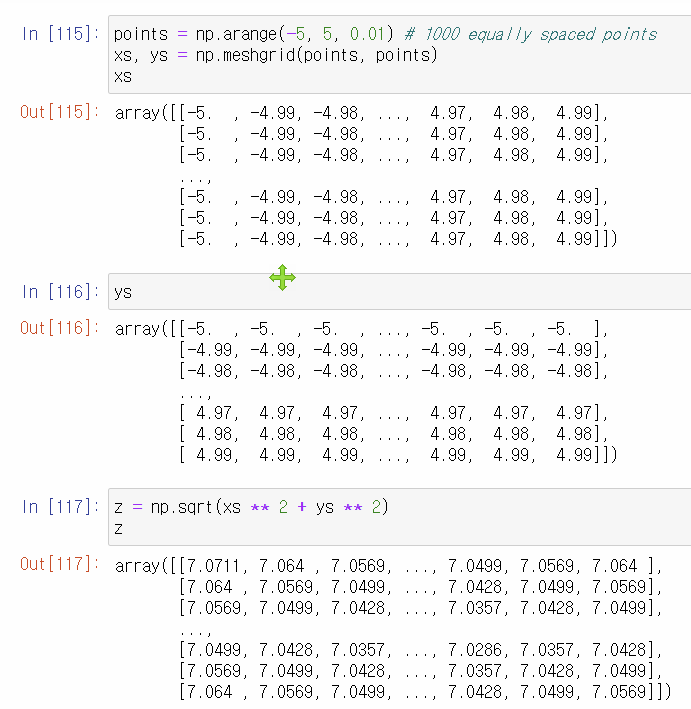 In [115]: points = np.arange(-5, 5, 0.01) # 1000 equally spaced points
xs, ys = np.meshgrid(points, points)
xs
Out[115]: array([[-5.  , -4.99, -4.98, ...,  4.97,  4.98,  4.99],
[-5.  , -4.99, -4.98, ...,  4.97,  4.98,  4.99],
[-5.  , -4.99, -4.98, ...,  4.97,  4.98,  4.99],
...,
[-5.  , -4.99, -4.98, ...,  4.97,  4.98,  4.99],
[-5.  , -4.99, -4.98, ...,  4.97,  4.98,  4.99],
[-5.  , -4.99, -4.98, ...,  4.97,  4.98,  4.99]])
In [116]: ys
Out[116]: array([[-5.  , -5.  , -5.  , ..., -5.  , -5.  , -5.  ],
[-4.99, -4.99, -4.99, ..., -4.99, -4.99, -4.99],
[-4.98, -4.98, -4.98, ..., -4.98, -4.98, -4.98],
...,
[ 4.97,  4.97,  4.97, ...,  4.97,  4.97,  4.97],
[ 4.98,  4.98,  4.98, ...,  4.98,  4.98,  4.98],
[ 4.99,  4.99,  4.99, ...,  4.99,  4.99,  4.99]])
In [117]: z = np.sqrt(xs ** 2 + ys ** 2)
z
Out[117]: array([[7.0711, 7.064 , 7.0569, ..., 7.0499, 7.0569, 7.064 ],
[7.064 , 7.0569, 7.0499, ..., 7.0428, 7.0499, 7.0569],
[7.0569, 7.0499, 7.0428, ..., 7.0357, 7.0428, 7.0499],
...,
[7.0499, 7.0428, 7.0357, ..., 7.0286, 7.0357, 7.0428],
[7.0569, 7.0499, 7.0428, ..., 7.0357, 7.0428, 7.0499],
[7.064 , 7.0569, 7.0499, ..., 7.0428, 7.0499, 7.0569]])